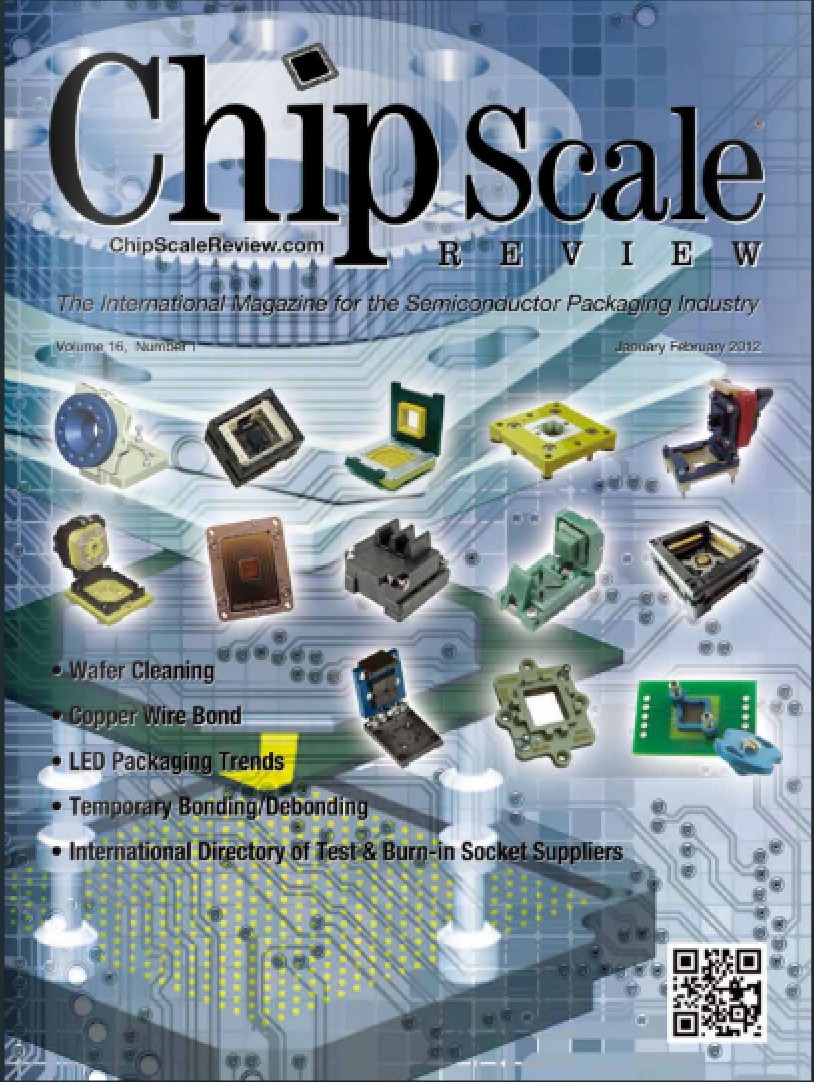 Chip Scale
ChipScaleReview.com
REVIEW
The International Magazine for the Semiconductor Packaging Industry
Volume 16, Number 1
January February 2012
• Wafer Cleaning
• Copper Wire Bond
• LED Packaging Trends
• Temporary Bonding/Debonding
• International Directory of Test & Burn-in Socket Suppliers